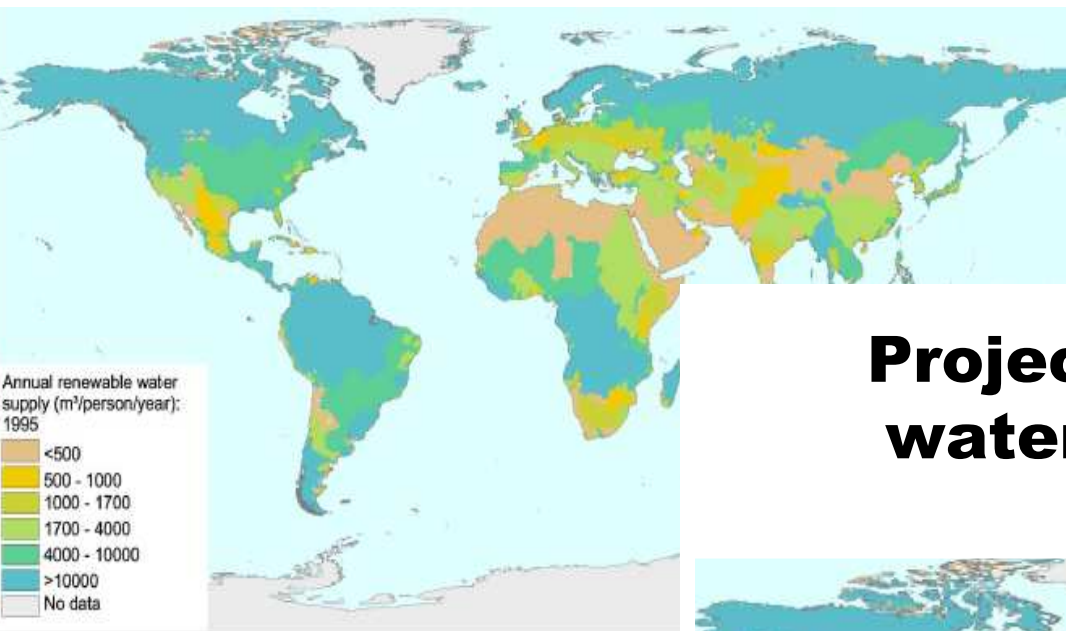 Annual renewable water
supply (m³/person/year):
1995
<500
500 - 1000
1000 - 1700
1700 - 4000
4000 - 10000
>10000
No data
Projec
water